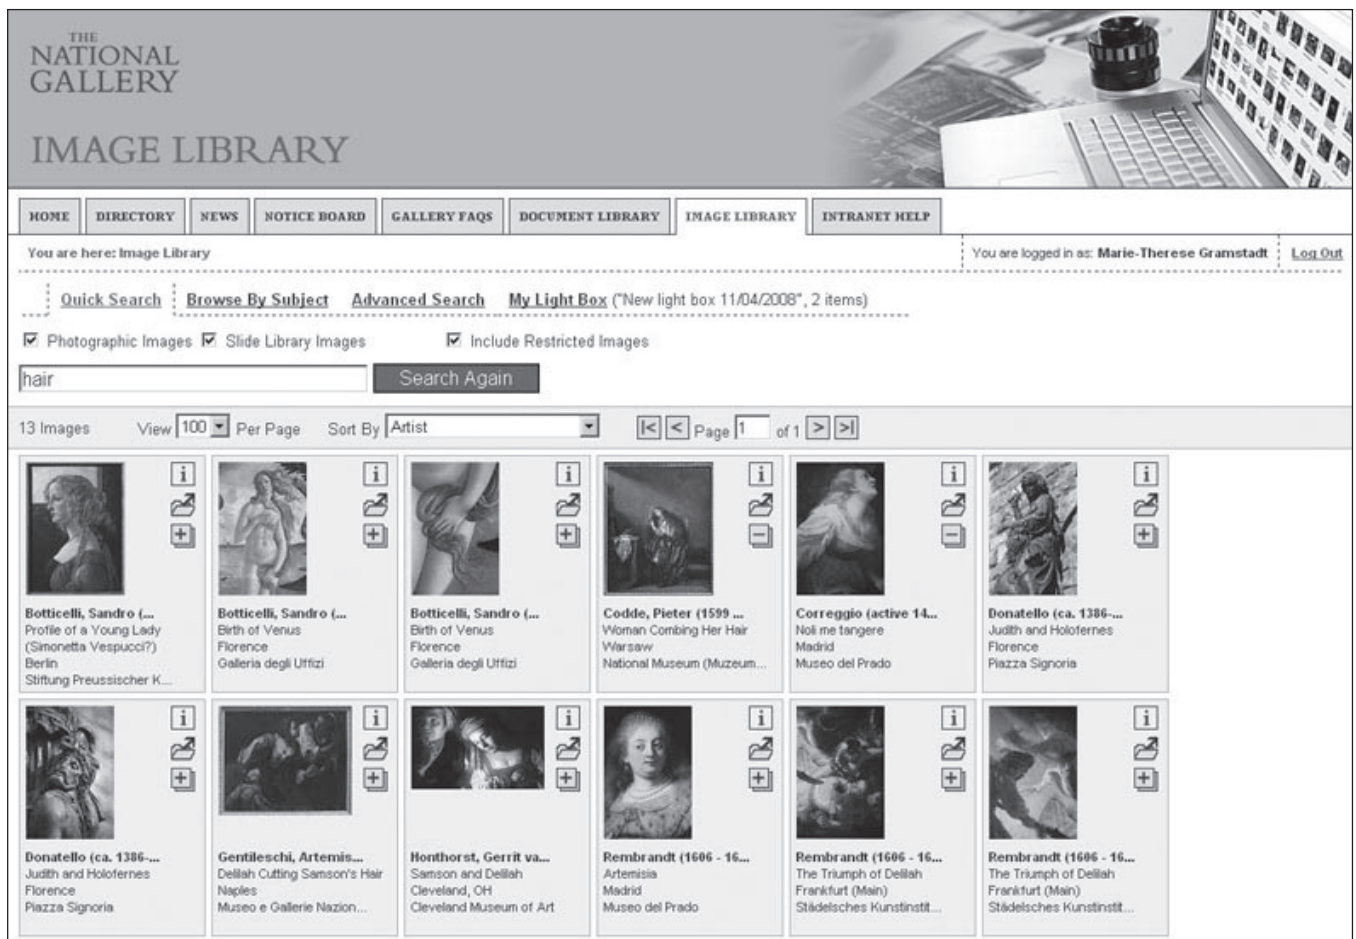 THE
NATIONAL
GALLERY
IMAGE LIBRARY
HOME DIRECTORY NEWS NOTICE BOARD GALLERY FAQS DOCUMENT LIBRARY IMAGE LIBRARY INTRANET HELP
You are here: Image Library You are logged in as: Marie-Therese Gramstadt Log Out
Quick Search Browse By Subject Advanced Search My Light Box ("New light box 11/04/2008", 2 items)
Photographic Images Slide Library Images Include Restricted Images
hair Search Again
13 Images View 100 Per Page Sort By Artist |< < Page 1 of 1 > >|
Botticelli, Sandro (...
Profile of a Young Lady
(Simonetta Vespucci?)
Berlin
Stiftung Preussischer K...
Botticelli, Sandro (...
Birth of Venus
Florence
Galleria degli Uffizi
Botticelli, Sandro (...
Birth of Venus
Florence
Galleria degli Uffizi
Codde, Pieter (1599 ...
Woman Combing Her Hair
Warsaw
National Museum (Muzeum...
Correggio (active 14...
Noli me tangere
Madrid
Museo del Prado
Donatello (ca. 1386-...
Judith and Holofernes
Florence
Piazza Signoria
Donatello (ca. 1386-...
Judith and Holofernes
Florence
Piazza Signoria
Gentileschi, Artemis...
Delilah Cutting Samson's Hair
Naples
Museo e Gallerie Nazion...
Honthorst, Gerrit va...
Samson and Delilah
Cleveland, OH
Cleveland Museum of Art
Rembrandt (1606 - 16...
Artemisia
Madrid
Museo del Prado
Rembrandt (1606 - 16...
The Triumph of Delilah
Frankfurt (Main)
Städelsches Kunstinstit...
Rembrandt (1606 - 16...
The Triumph of Delilah
Frankfurt (Main)
Städelsches Kunstinstit...